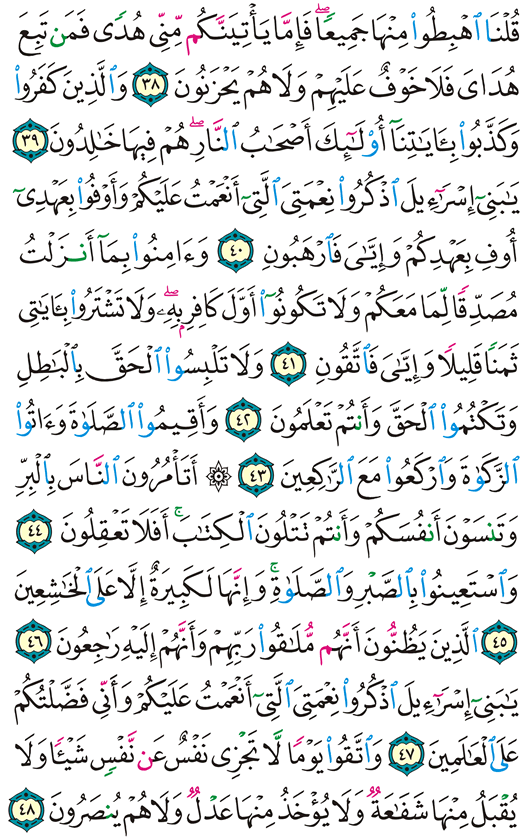 قُلْنَا ٱهْبِطُوا۟ مِنْهَا جَمِيعًۭا ۖ فَإِمَّا يَأْتِيَنَّكُم مِّنِّى هُدًۭى فَمَن تَبِعَ
هُدَاىَ فَلَا خَوْفٌ عَلَيْهِمْ وَلَا هُمْ يَحْزَنُونَ ٣٨ وَٱلَّذِينَ كَفَرُوا۟
وَكَذَّبُوا۟ بِـَٔايَـٰتِنَآ أُو۟لَـٰٓئِكَ أَصْحَـٰبُ ٱلنَّارِ ۖ هُمْ فِيهَا خَـٰلِدُونَ ٣٩
يَـٰبَنِىٓ إِسْرَٰٓءِيلَ ٱذْكُرُوا۟ نِعْمَتِىَ ٱلَّتِىٓ أَنْعَمْتُ عَلَيْكُمْ وَأَوْفُوا۟ بِعَهْدِىٓ
أُوفِ بِعَهْدِكُمْ وَإِيَّـٰىَ فَٱرْهَبُونِ ٤٠ وَءَامِنُوا۟ بِمَآ أَنزَلْتُ
مُصَدِّقًۭا لِّمَا مَعَكُمْ وَلَا تَكُونُوٓا۟ أَوَّلَ كَافِرٍۭ بِهِۦ ۖ وَلَا تَشْتَرُوا۟ بِـَٔايَـٰتِى
ثَمَنًۭا قَلِيلًۭا وَإِيَّـٰىَ فَٱتَّقُونِ ٤١ وَلَا تَلْبِسُوا۟ ٱلْحَقَّ بِٱلْبَـٰطِلِ
وَتَكْتُمُوا۟ ٱلْحَقَّ وَأَنتُمْ تَعْلَمُونَ ٤٢ وَأَقِيمُوا۟ ٱلصَّلَوٰةَ وَءَاتُوا۟
ٱلزَّكَوٰةَ وَٱرْكَعُوا۟ مَعَ ٱلرَّٰكِعِينَ ٤٣ ۞ أَتَأْمُرُونَ ٱلنَّاسَ بِٱلْبِرِّ
وَتَنسَوْنَ أَنفُسَكُمْ وَأَنتُمْ تَتْلُونَ ٱلْكِتَـٰبَ ۚ أَفَلَا تَعْقِلُونَ ٤٤
وَٱسْتَعِينُوا۟ بِٱلصَّبْرِ وَٱلصَّلَوٰةِ ۚ وَإِنَّهَا لَكَبِيرَةٌ إِلَّا عَلَى ٱلْخَـٰشِعِينَ
٤٥ ٱلَّذِينَ يَظُنُّونَ أَنَّهُم مُّلَـٰقُوا۟ رَبِّهِمْ وَأَنَّهُمْ إِلَيْهِ رَٰجِعُونَ ٤٦
يَـٰبَنِىٓ إِسْرَٰٓءِيلَ ٱذْكُرُوا۟ نِعْمَتِىَ ٱلَّتِىٓ أَنْعَمْتُ عَلَيْكُمْ وَأَنِّى فَضَّلْتُكُمْ
عَلَى ٱلْعَـٰلَمِينَ ٤٧ وَٱتَّقُوا۟ يَوْمًۭا لَّا تَجْزِى نَفْسٌ عَن نَّفْسٍۢ شَيْـًۭٔا وَلَا
يُقْبَلُ مِنْهَا شَفَـٰعَةٌۭ وَلَا يُؤْخَذُ مِنْهَا عَدْلٌۭ وَلَا هُمْ يُنصَرُونَ ٤٨